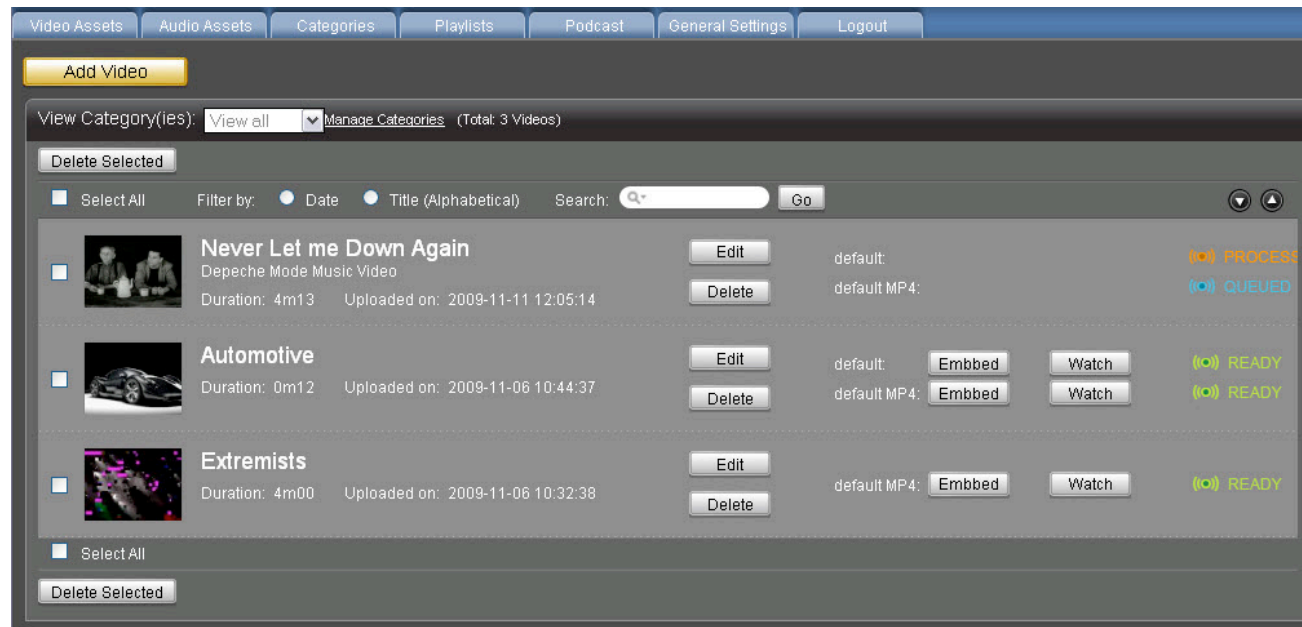 Video Assets Audio Assets Categories Playlists Podcast General Settings Logout
Add Video
View Category(ies): View all Manage Categories (Total: 3 Videos)
Delete Selected
Select All Filter by: Date Title (Alphabetical) Search: Go
Never Let me Down Again
Depeche Mode Music Video
Duration: 4m13 Uploaded on: 2009-11-11 12:05:14
Edit
Delete
default: PROCESS
default MP4: QUEUED
Automotive
Duration: 0m12 Uploaded on: 2009-11-06 10:44:37
Edit
Delete
default: Embbed Watch READY
default MP4: Embbed Watch READY
Extremists
Duration: 4m00 Uploaded on: 2009-11-06 10:32:38
Edit
Delete
default MP4: Embbed Watch READY
Select All
Delete Selected